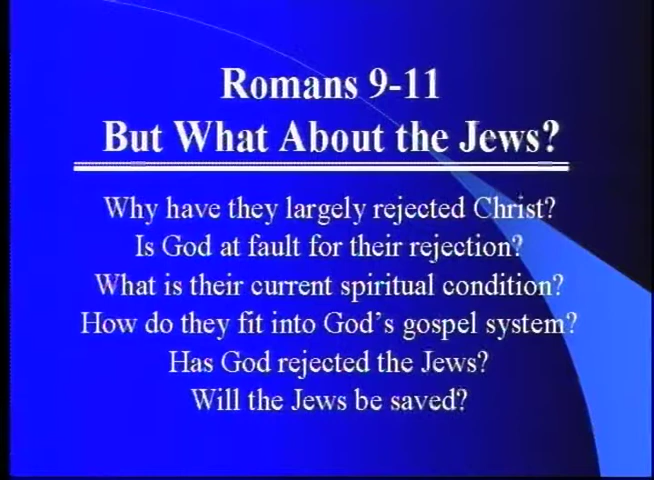 Romans 9-11
But What About the Jews?
Why have they largely rejected Christ?
Is God at fault for their rejection?
What is their current spiritual condition?
How do they fit into God's gospel system?
Has God rejected the Jews?
Will the Jews be saved?